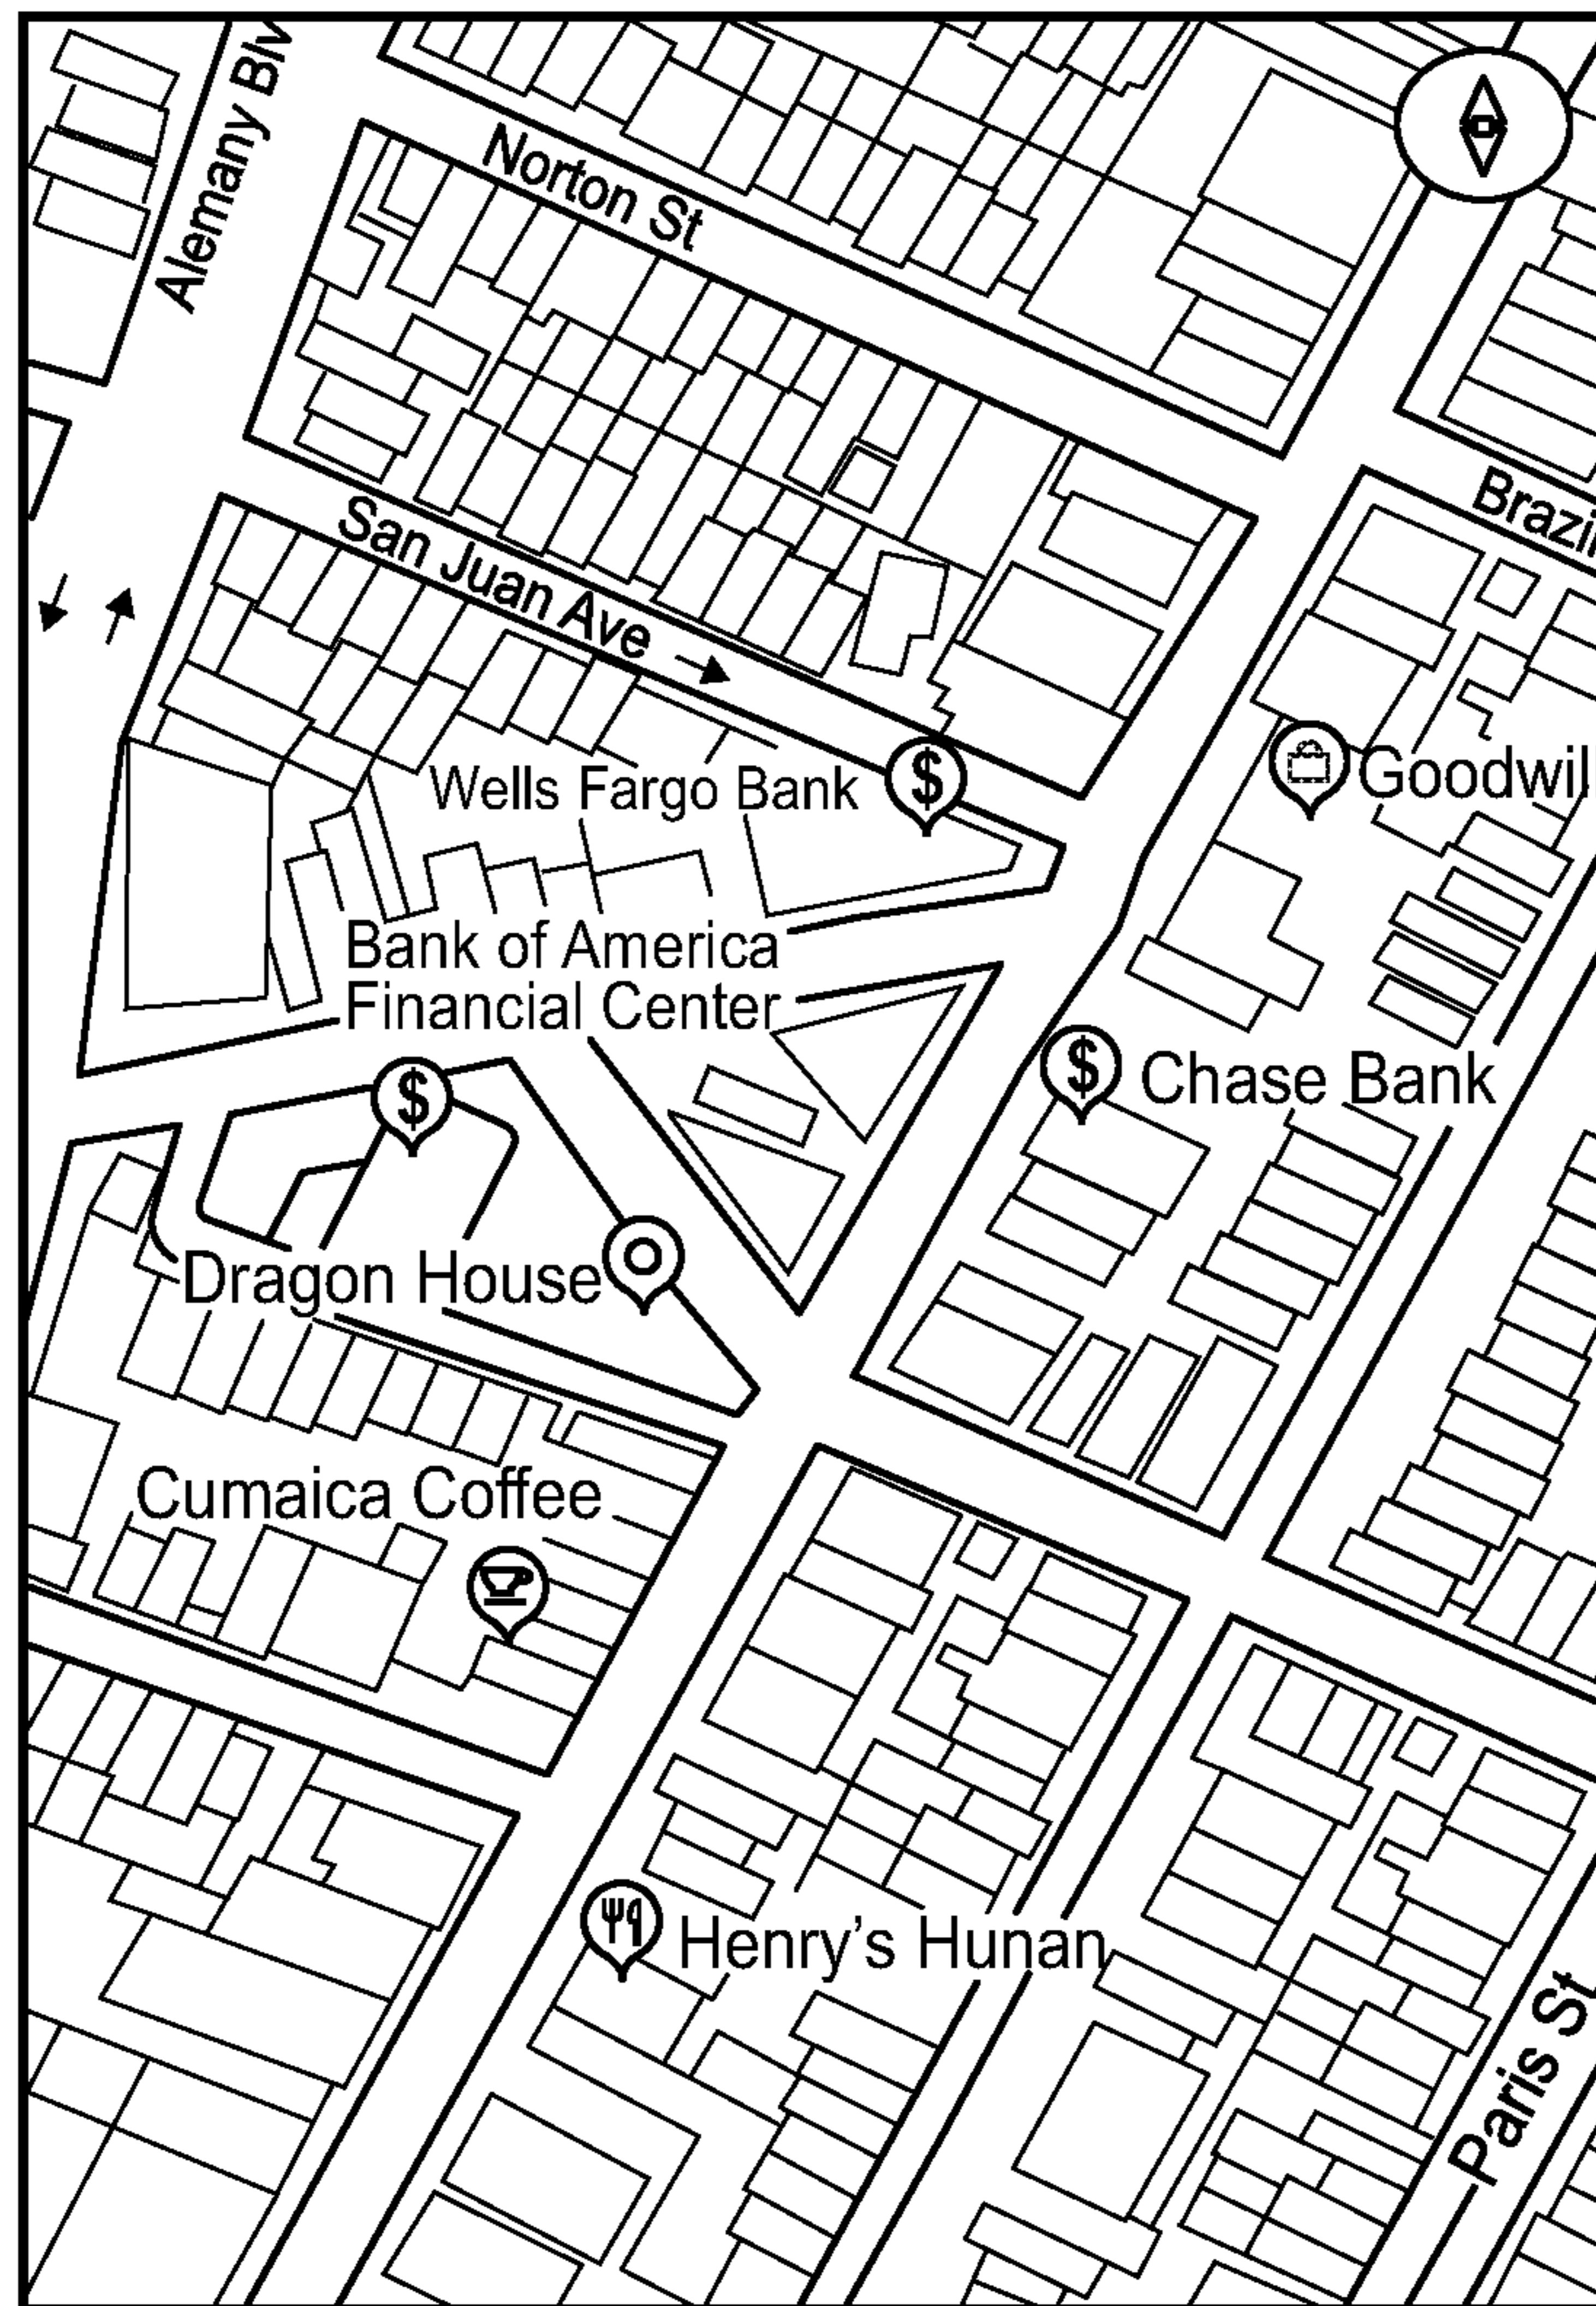 Alemany Blv
Norton St
Brazi
San Juan Ave
Goodwil
Wells Fargo Bank
Bank of America
Financial Center
Chase Bank
Dragon House
Cumaica Coffee
Henry's Hunan
Paris St